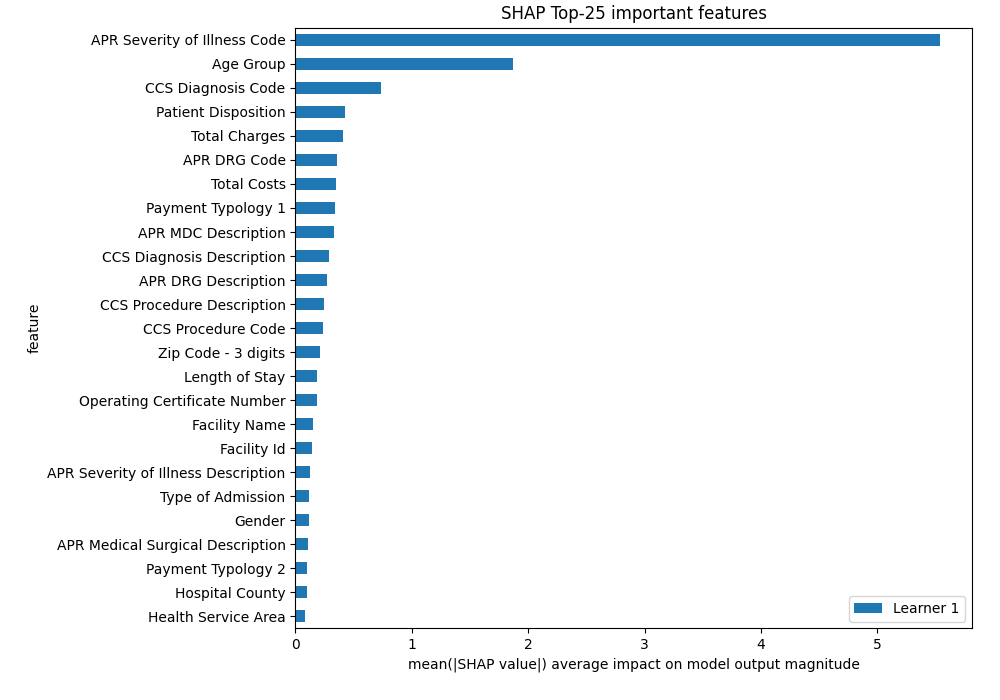 SHAP Top-25 important features
APR Severity of Illness Code
Age Group
CCS Diagnosis Code
Patient Disposition
Total Charges
APR DRG Code
Total Costs
Payment Typology 1
APR MDC Description
CCS Diagnosis Description
APR DRG Description
CCS Procedure Description
CCS Procedure Code
Zip Code - 3 digits
Length of Stay
Operating Certificate Number
Facility Name
Facility Id
APR Severity of Illness Description
Type of Admission
Gender
APR Medical Surgical Description
Payment Typology 2
Hospital County
Health Service Area
feature
Learner 1
0 1 2 3 4 5
mean(|SHAP value|) average impact on model output magnitude